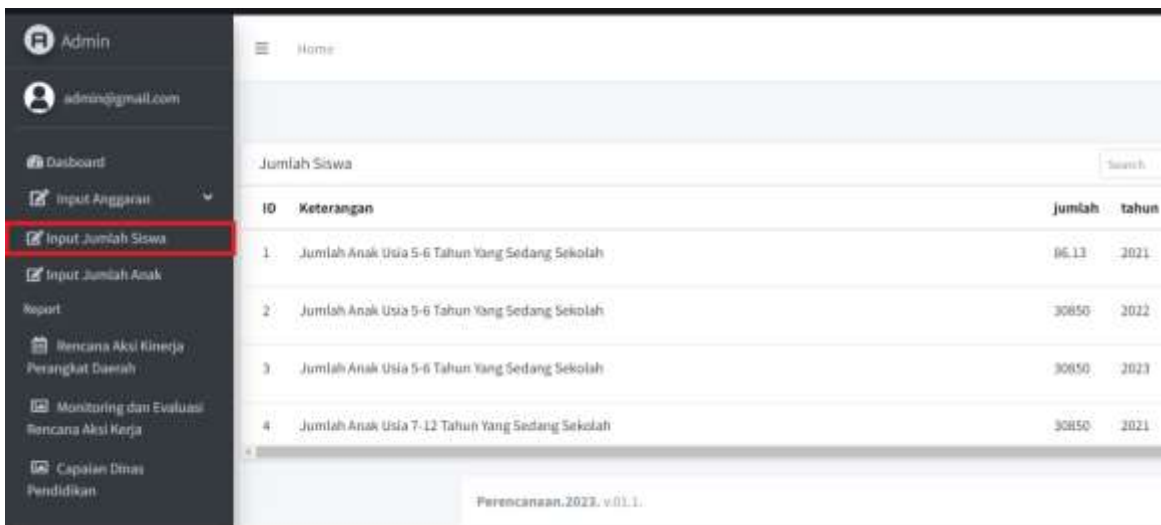 Admin
admin@gmail.com
Dasboard
Input Anggaran
Input Jumlah Siswa
Input Jumlah Anak
Report
Rencana Aksi Kinerja
Perangkat Daerah
Monitoring dan Evaluasi
Rencana Aksi Kerja
Capaian Dinas
Pendidikan
Home
Jumlah Siswa
Search
ID Keterangan jumlah tahun
1 Jumlah Anak Usia 5-6 Tahun Yang Sedang Sekolah 86.13 2021
2 Jumlah Anak Usia 5-6 Tahun Yang Sedang Sekolah 30850 2022
3 Jumlah Anak Usia 5-6 Tahun Yang Sedang Sekolah 30850 2023
4 Jumlah Anak Usia 7-12 Tahun Yang Sedang Sekolah 30850 2021
Perencanaan.2023. v.01.1.